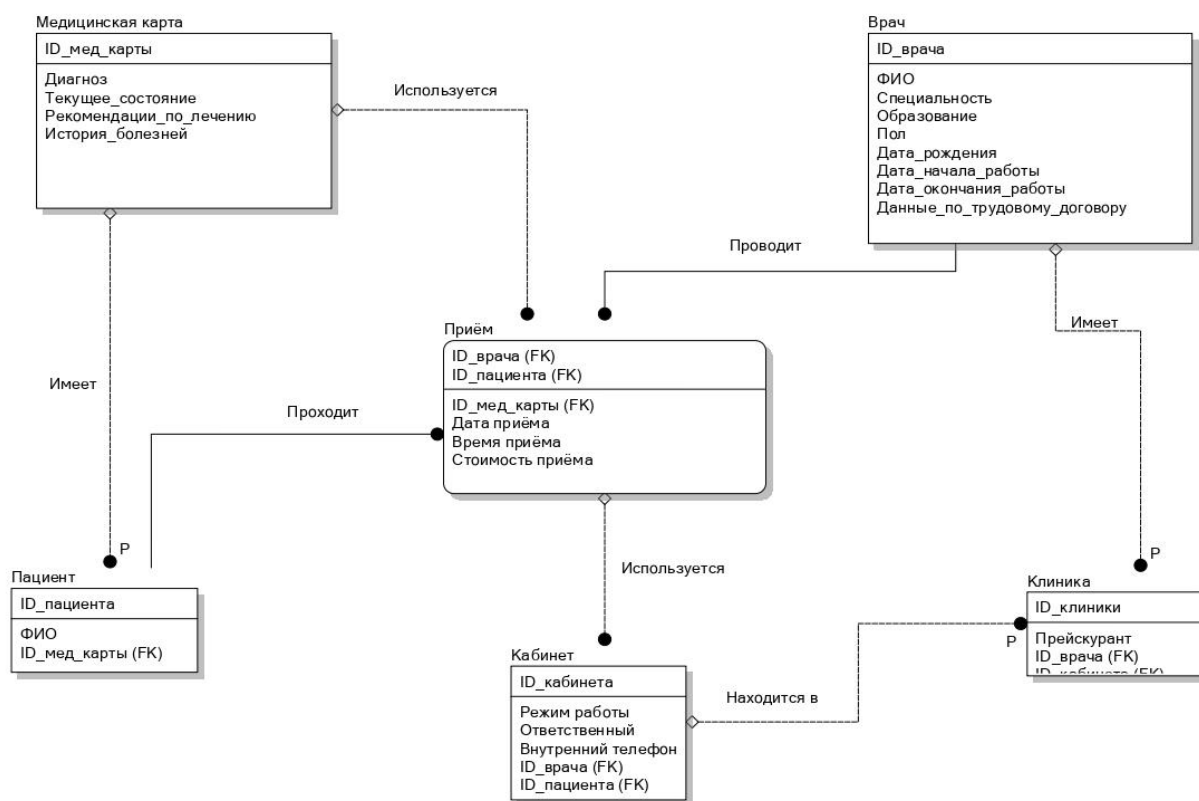 Медицинская карта
ID_мед_карты
Диагноз
Текущее_состояние
Рекомендации_по_лечению
История_болезней
Используется
Врач
ID_врача
ФИО
Специальность
Образование
Пол
Дата_рождения
Дата_начала_работы
Дата_окончания_работы
Данные_по_трудовому_договору
Проводит
Имеет
Приём
ID_врача (FK)
ID_пациента (FK)
ID_мед_карты (FK)
Дата приёма
Время приёма
Стоимость приёма
Имеет
Проходит
P
Пациент
ID_пациента
ФИО
ID_мед_карты (FK)
Используется
Кабинет
ID_кабинета
Режим работы
Ответственный
Внутренний телефон
ID_врача (FK)
ID_пациента (FK)
Находится в
P
P
Клиника
ID_клиники
Прейскурант
ID_врача (FK)
ID_кабинета (FK)